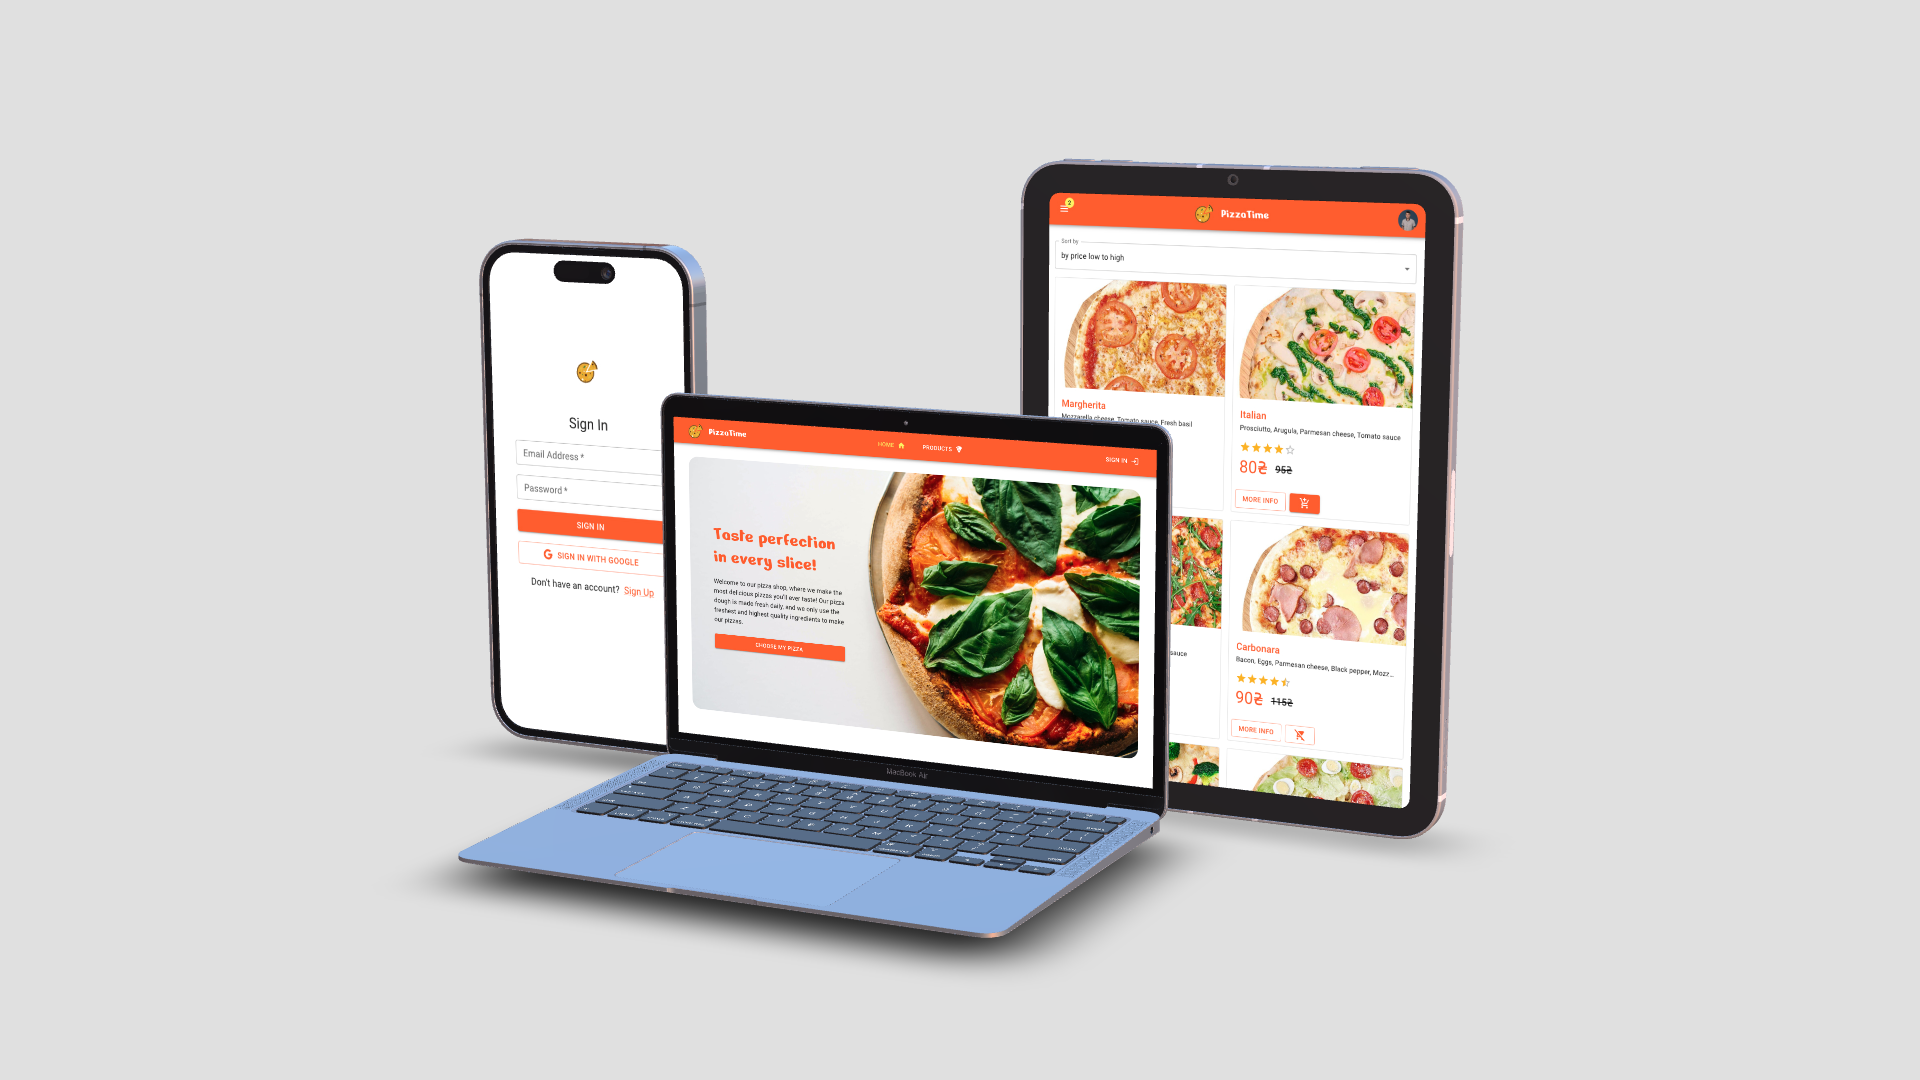 Sign In
Email Address *
Password *
SIGN IN
SIGN IN WITH GOOGLE
Don't have an account? Sign Up
PizzaTime
HOME
PRODUCTS
SIGN IN
Taste perfection
in every slice!
Welcome to our pizza shop, where we make the
most delicious pizzas you'll ever taste! Our pizza
dough is made fresh daily, and we only use the
freshest and highest quality ingredients to make
our pizzas.
CHOOSE MY PIZZA
MacBook Air
2
PizzaTime
Sort by
by price low to high
Margherita
Mozzarella cheese, Tomato sauce, Fresh basil
Italian
Prosciutto, Arugula, Parmesan cheese, Tomato sauce
80₴ 95₴
MORE INFO
sauce
Carbonara
Bacon, Eggs, Parmesan cheese, Black pepper, Mozz...
90₴ 115₴
MORE INFO